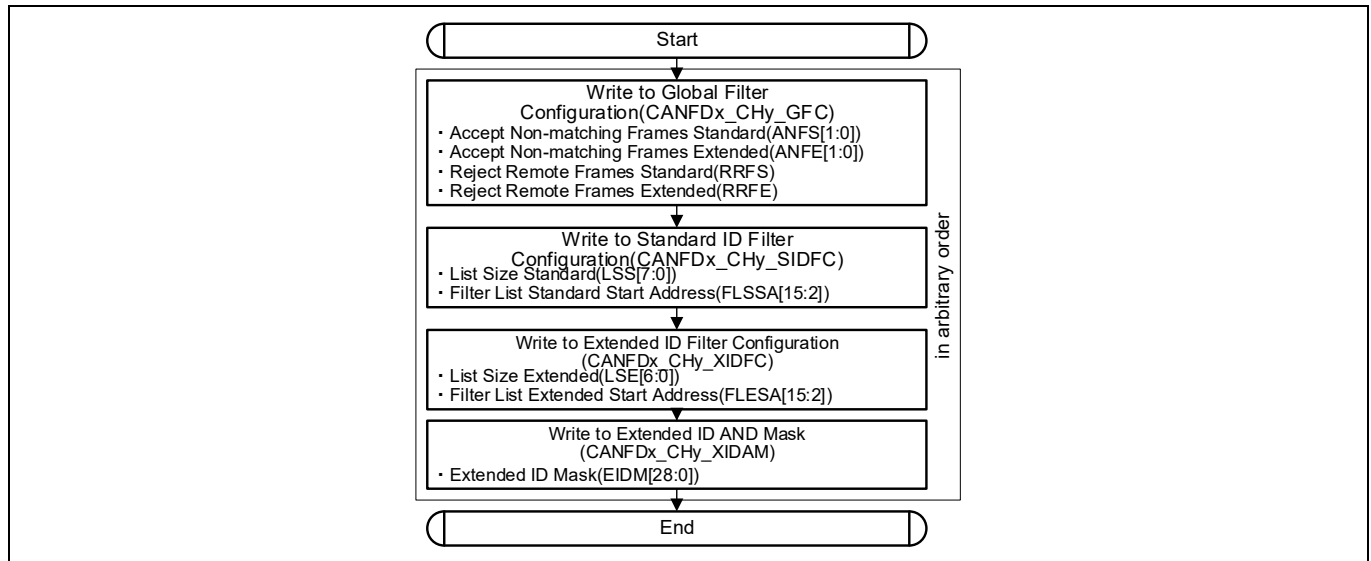 Start
Write to Global Filter
Configuration(CANFDx_CHy_GFC)
・Accept Non-matching Frames Standard(ANFS[1:0])
・Accept Non-matching Frames Extended(ANFE[1:0])
・Reject Remote Frames Standard(RRFS)
・Reject Remote Frames Extended(RRFE)
Write to Standard ID Filter
Configuration(CANFDx_CHy_SIDFC)
・List Size Standard(LSS[7:0])
・Filter List Standard Start Address(FLSSA[15:2])
Write to Extended ID Filter Configuration
(CANFDx_CHy_XIDFC)
・List Size Extended(LSE[6:0])
・Filter List Extended Start Address(FLESA[15:2])
Write to Extended ID AND Mask
(CANFDx_CHy_XIDAM)
・Extended ID Mask(EIDM[28:0])
in arbitrary order
End